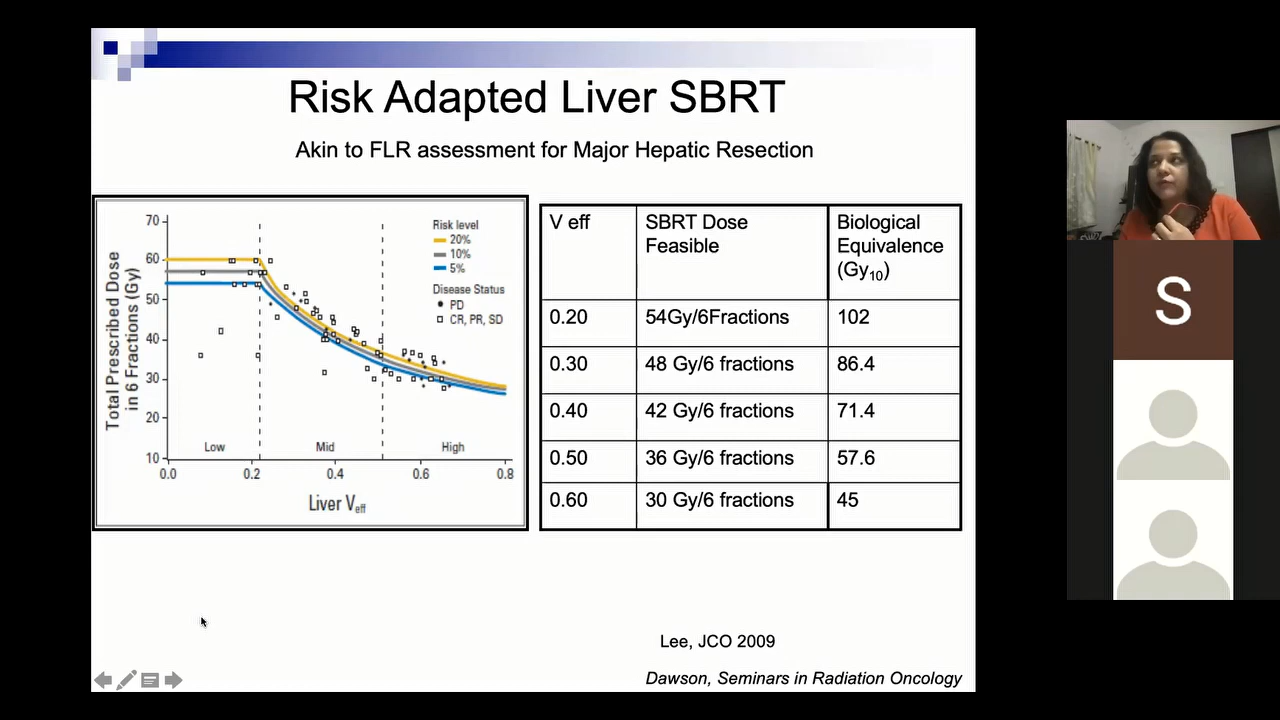 Risk Adapted Liver SBRT
Akin to FLR assessment for Major Hepatic Resection
Total Prescribed Dose
in 6 Fractions (Gy)
70
60
50
40
30
20
10
0.0
0.2
0.4
0.6
0.8
Liver Veff
Low
Mid
High
Risk level
20%
10%
5%
Disease Status
PD
CR, PR, SD
V eff
SBRT Dose
Feasible
Biological
Equivalence
(Gy10)
0.20
54Gy/6Fractions
102
0.30
48 Gy/6 fractions
86.4
0.40
42 Gy/6 fractions
71.4
0.50
36 Gy/6 fractions
57.6
0.60
30 Gy/6 fractions
45
Lee, JCO 2009
Dawson, Seminars in Radiation Oncology
S